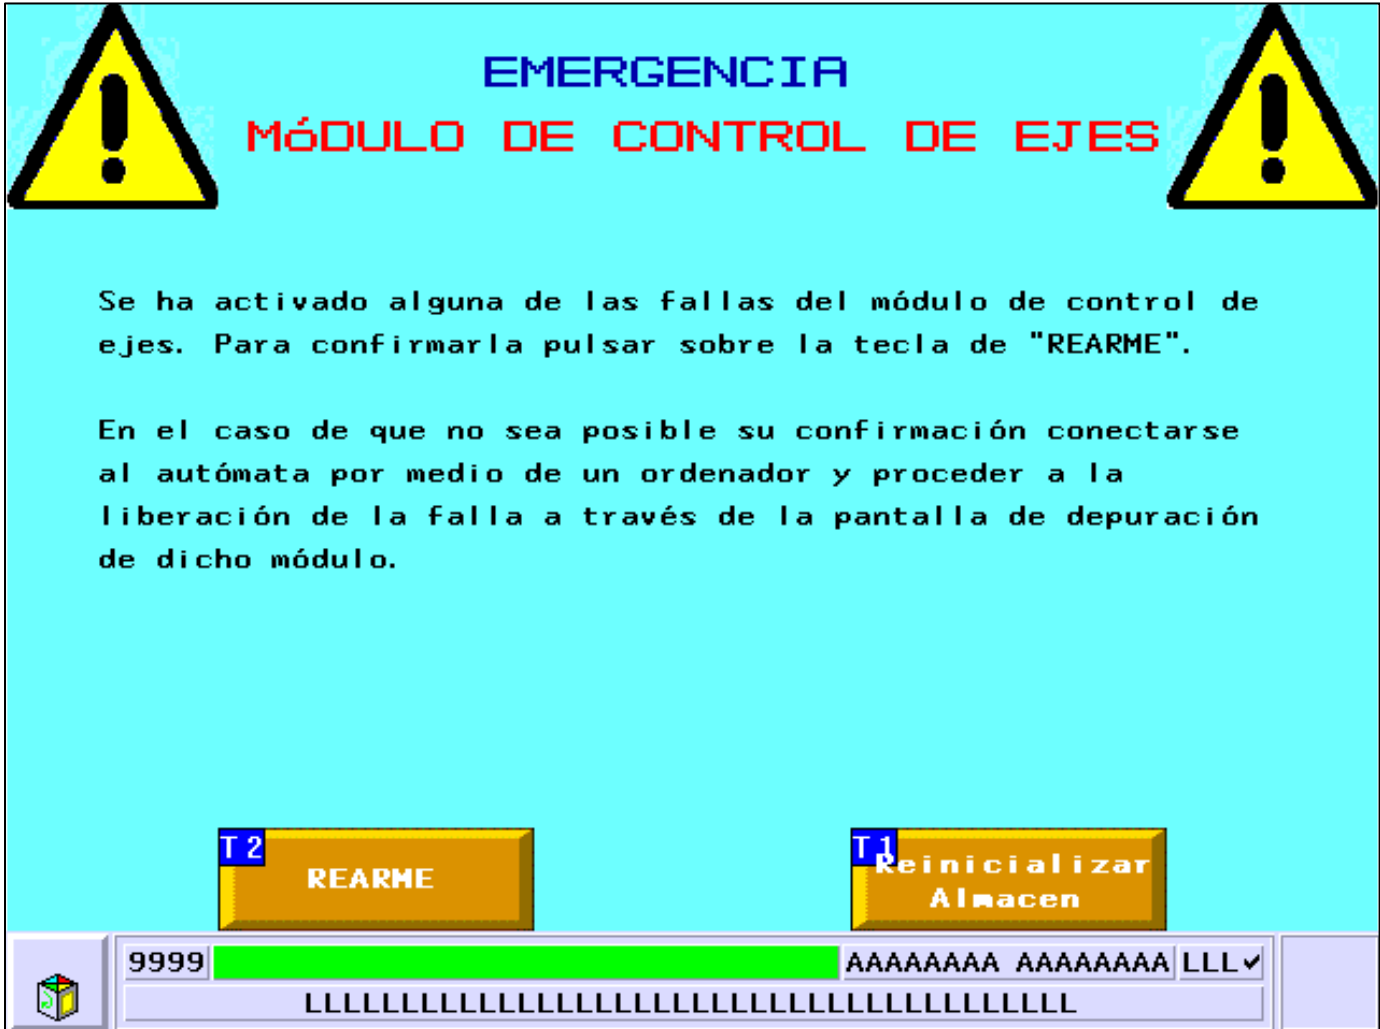 EMERGENCIA
MóDULO DE CONTROL DE EJES
Se ha activado alguna de las fallas del módulo de control de
ejes. Para confirmarla pulsar sobre la tecla de "REARME".
En el caso de que no sea posible su confirmación conectarse
al autómata por medio de un ordenador y proceder a la
liberación de la falla a través de la pantalla de depuración
de dicho módulo.
T2
REARME
T1
Reinicializar
Almacen
9999
AAAAAAAA AAAAAAAA
LLL
LLLLLLLLLLLLLLLLLLLLLLLLLLLLLLLLLLLLLLLL